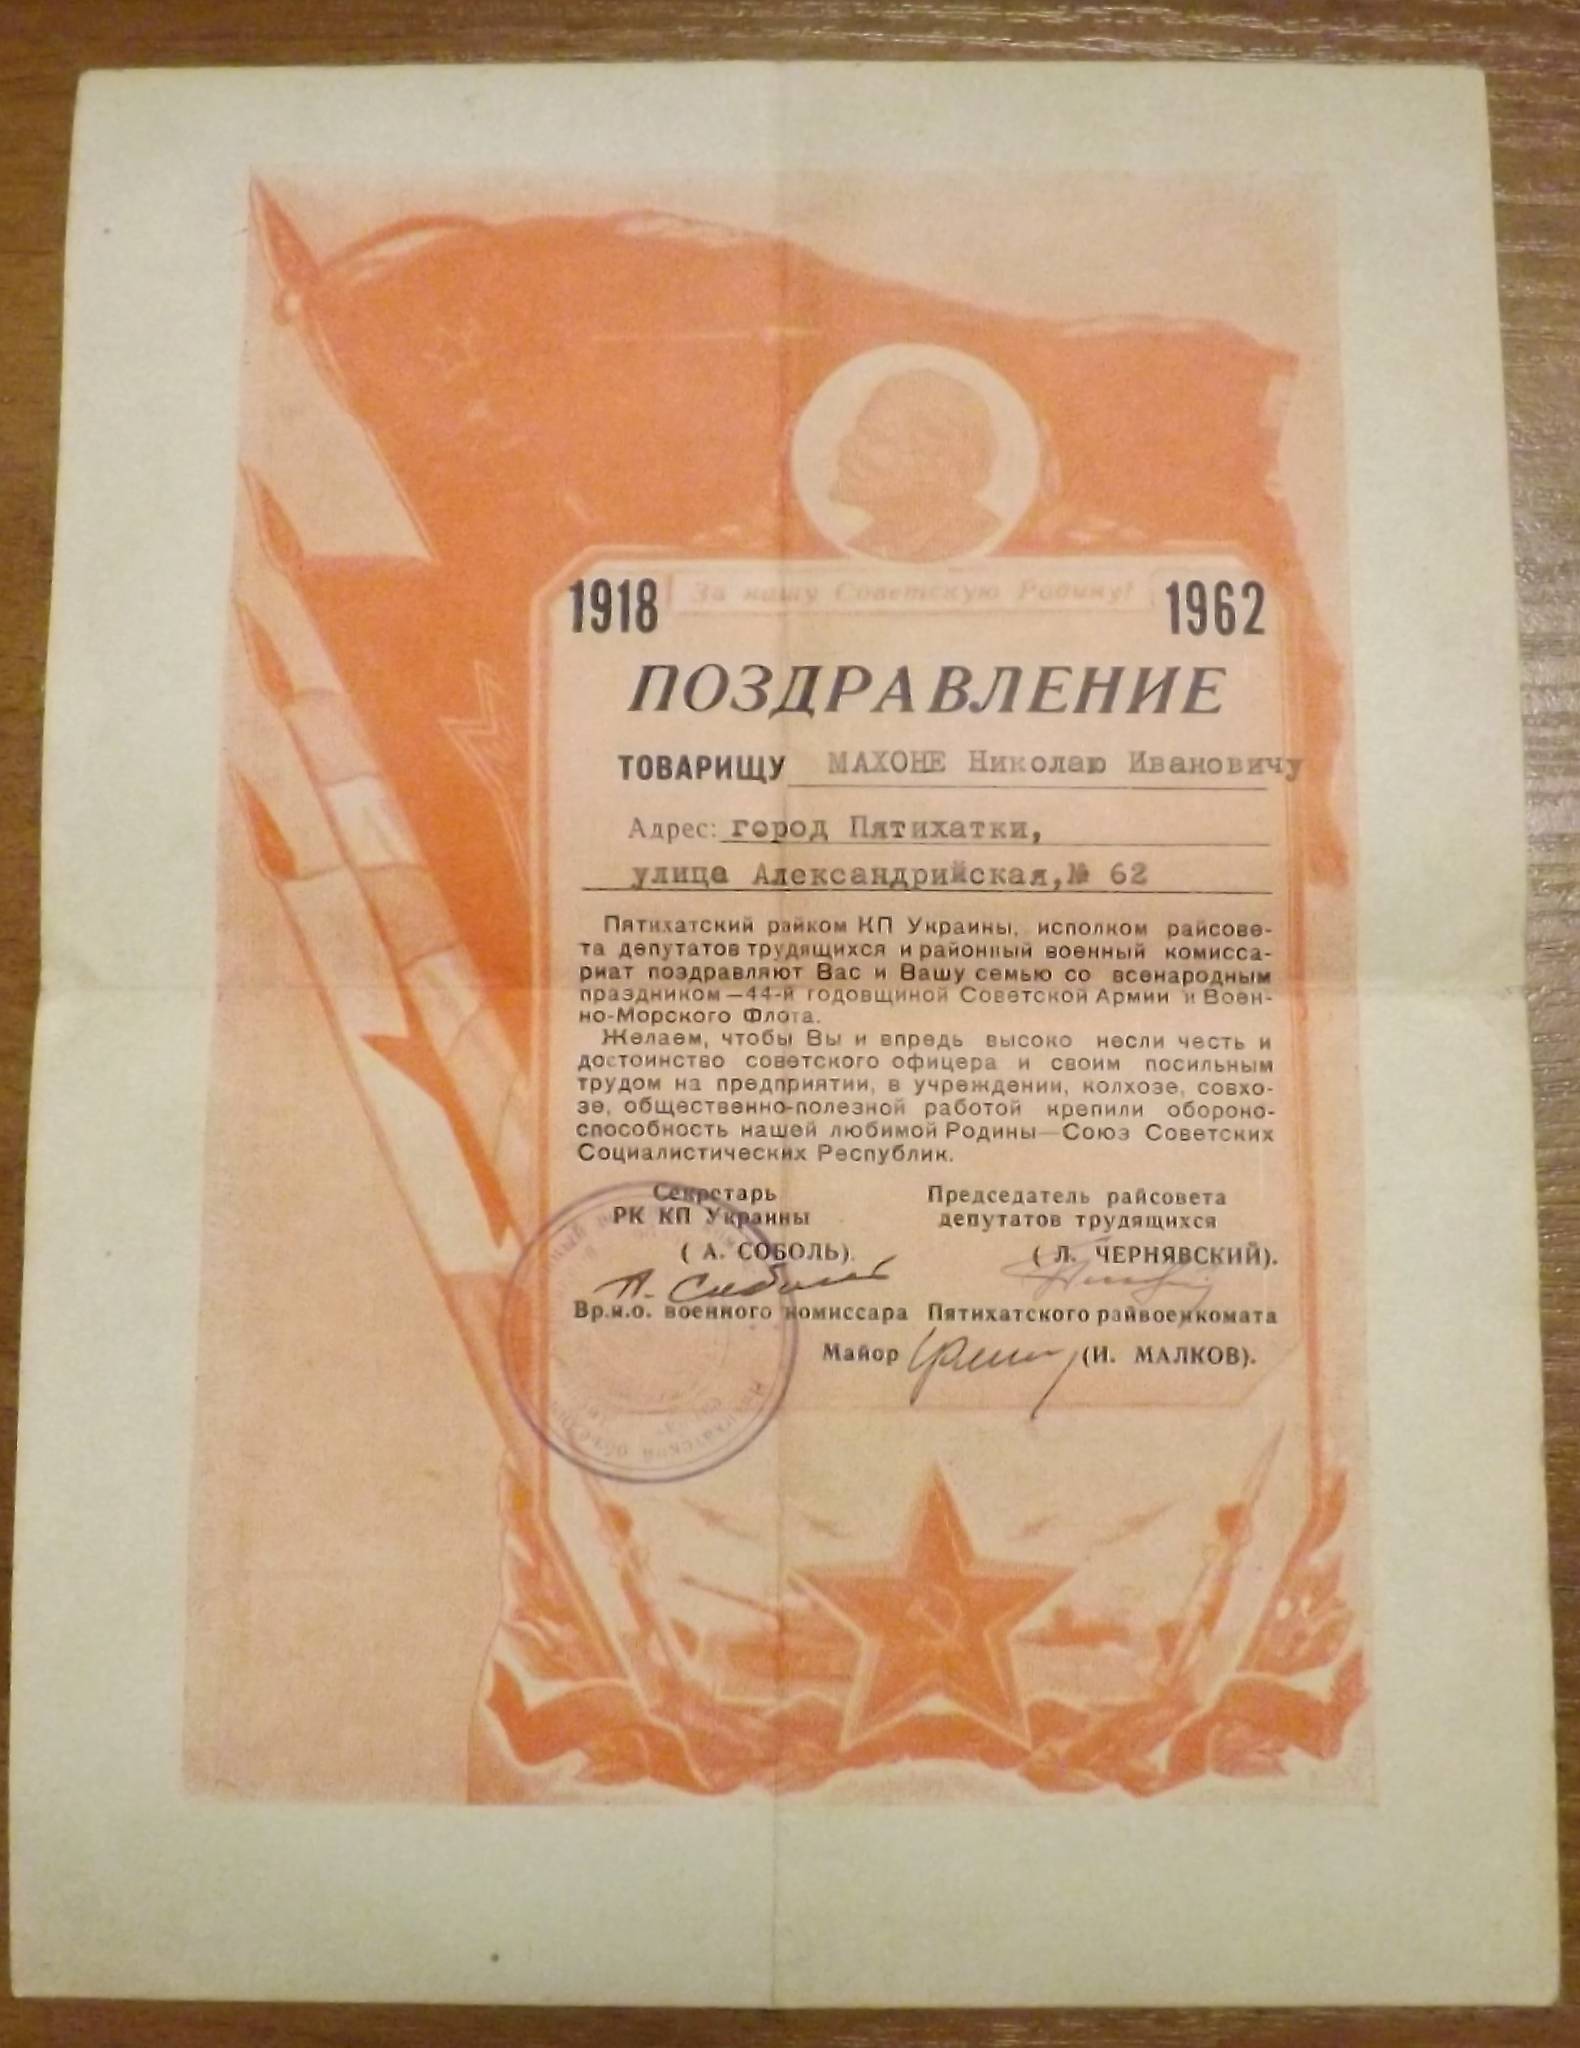 1918 За нашу Советскую Родину! 1962
ПОЗДРАВЛЕНИЕ
ТОВАРИЩУ МАХОНЕ Николаю Ивановичу
Адрес: город Пятихатки,
улица Александрийская,№ 62
Пятихатский райком КП Украины, исполком райсове-
та депутатов трудящихся и районный военный комисса-
риат поздравляют Вас и Вашу семью со всенародным
праздником—44-й годовщиной Советской Армии и Воен-
но-Морского Флота.
Желаем, чтобы Вы и впредь высоко несли честь и
достоинство советского офицера и своим посильным
трудом на предприятии, в учреждении, колхозе, совхо-
зе, общественно-полезной работой крепили обороно-
способность нашей любимой Родины—Союз Советских
Социалистических Республик.
Секретарь
РК КП Украины
( А. СОБОЛЬ).
Председатель райсовета
депутатов трудящихся
( Л. ЧЕРНЯВСКИЙ).
А. Соболь
Вр.и.о. военного комиссара Пятихатского райвоенкомата
Майор (И. МАЛКОВ).